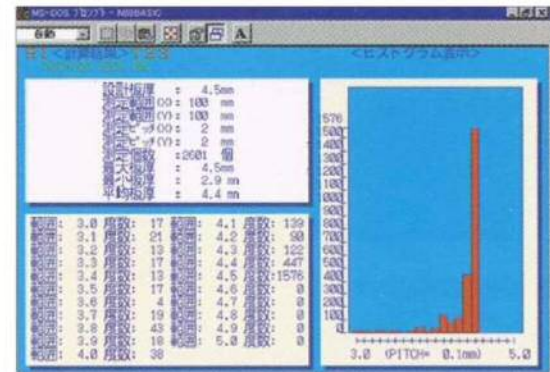 MS-DOS プロンプト - N88BASIC
自動
A
<計算結果>
<ヒストグラム表示>
設計板厚 : 4.5mm
測定範囲(X): 100 mm
測定範囲(Y): 100 mm
測定ピッチ(X): 2 mm
測定ピッチ(Y): 2 mm
測定個数 :2601 個
最大板厚 : 4.5mm
最小板厚 : 2.9 mm
平均板厚 : 4.4 mm
範囲: 3.0 度数: 17 範囲: 4.1 度数: 139
範囲: 3.1 度数: 21 範囲: 4.2 度数: 90
範囲: 3.2 度数: 13 範囲: 4.3 度数: 122
範囲: 3.3 度数: 17 範囲: 4.4 度数: 447
範囲: 3.4 度数: 13 範囲: 4.5 度数:1576
範囲: 3.5 度数: 17 範囲: 4.6 度数: 0
範囲: 3.6 度数: 4 範囲: 4.7 度数: 0
範囲: 3.7 度数: 19 範囲: 4.8 度数: 0
範囲: 3.8 度数: 43 範囲: 4.9 度数: 0
範囲: 3.9 度数: 18 範囲: 5.0 度数: 0
範囲: 4.0 度数: 38
576
3.0 (PITCH= 0.1mm) 5.0